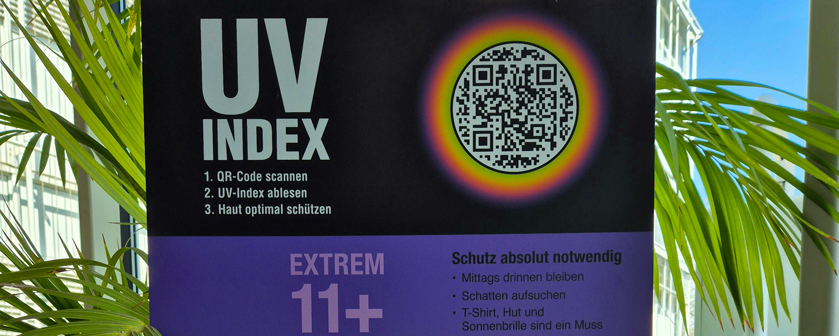 UV
INDEX
1. QR-Code scannen
2. UV-Index ablesen
3. Haut optimal schützen
EXTREM
11+
Schutz absolut notwendig
• Mittags drinnen bleiben
• Schatten aufsuchen
• T-Shirt, Hut und
Sonnenbrille sind ein Muss